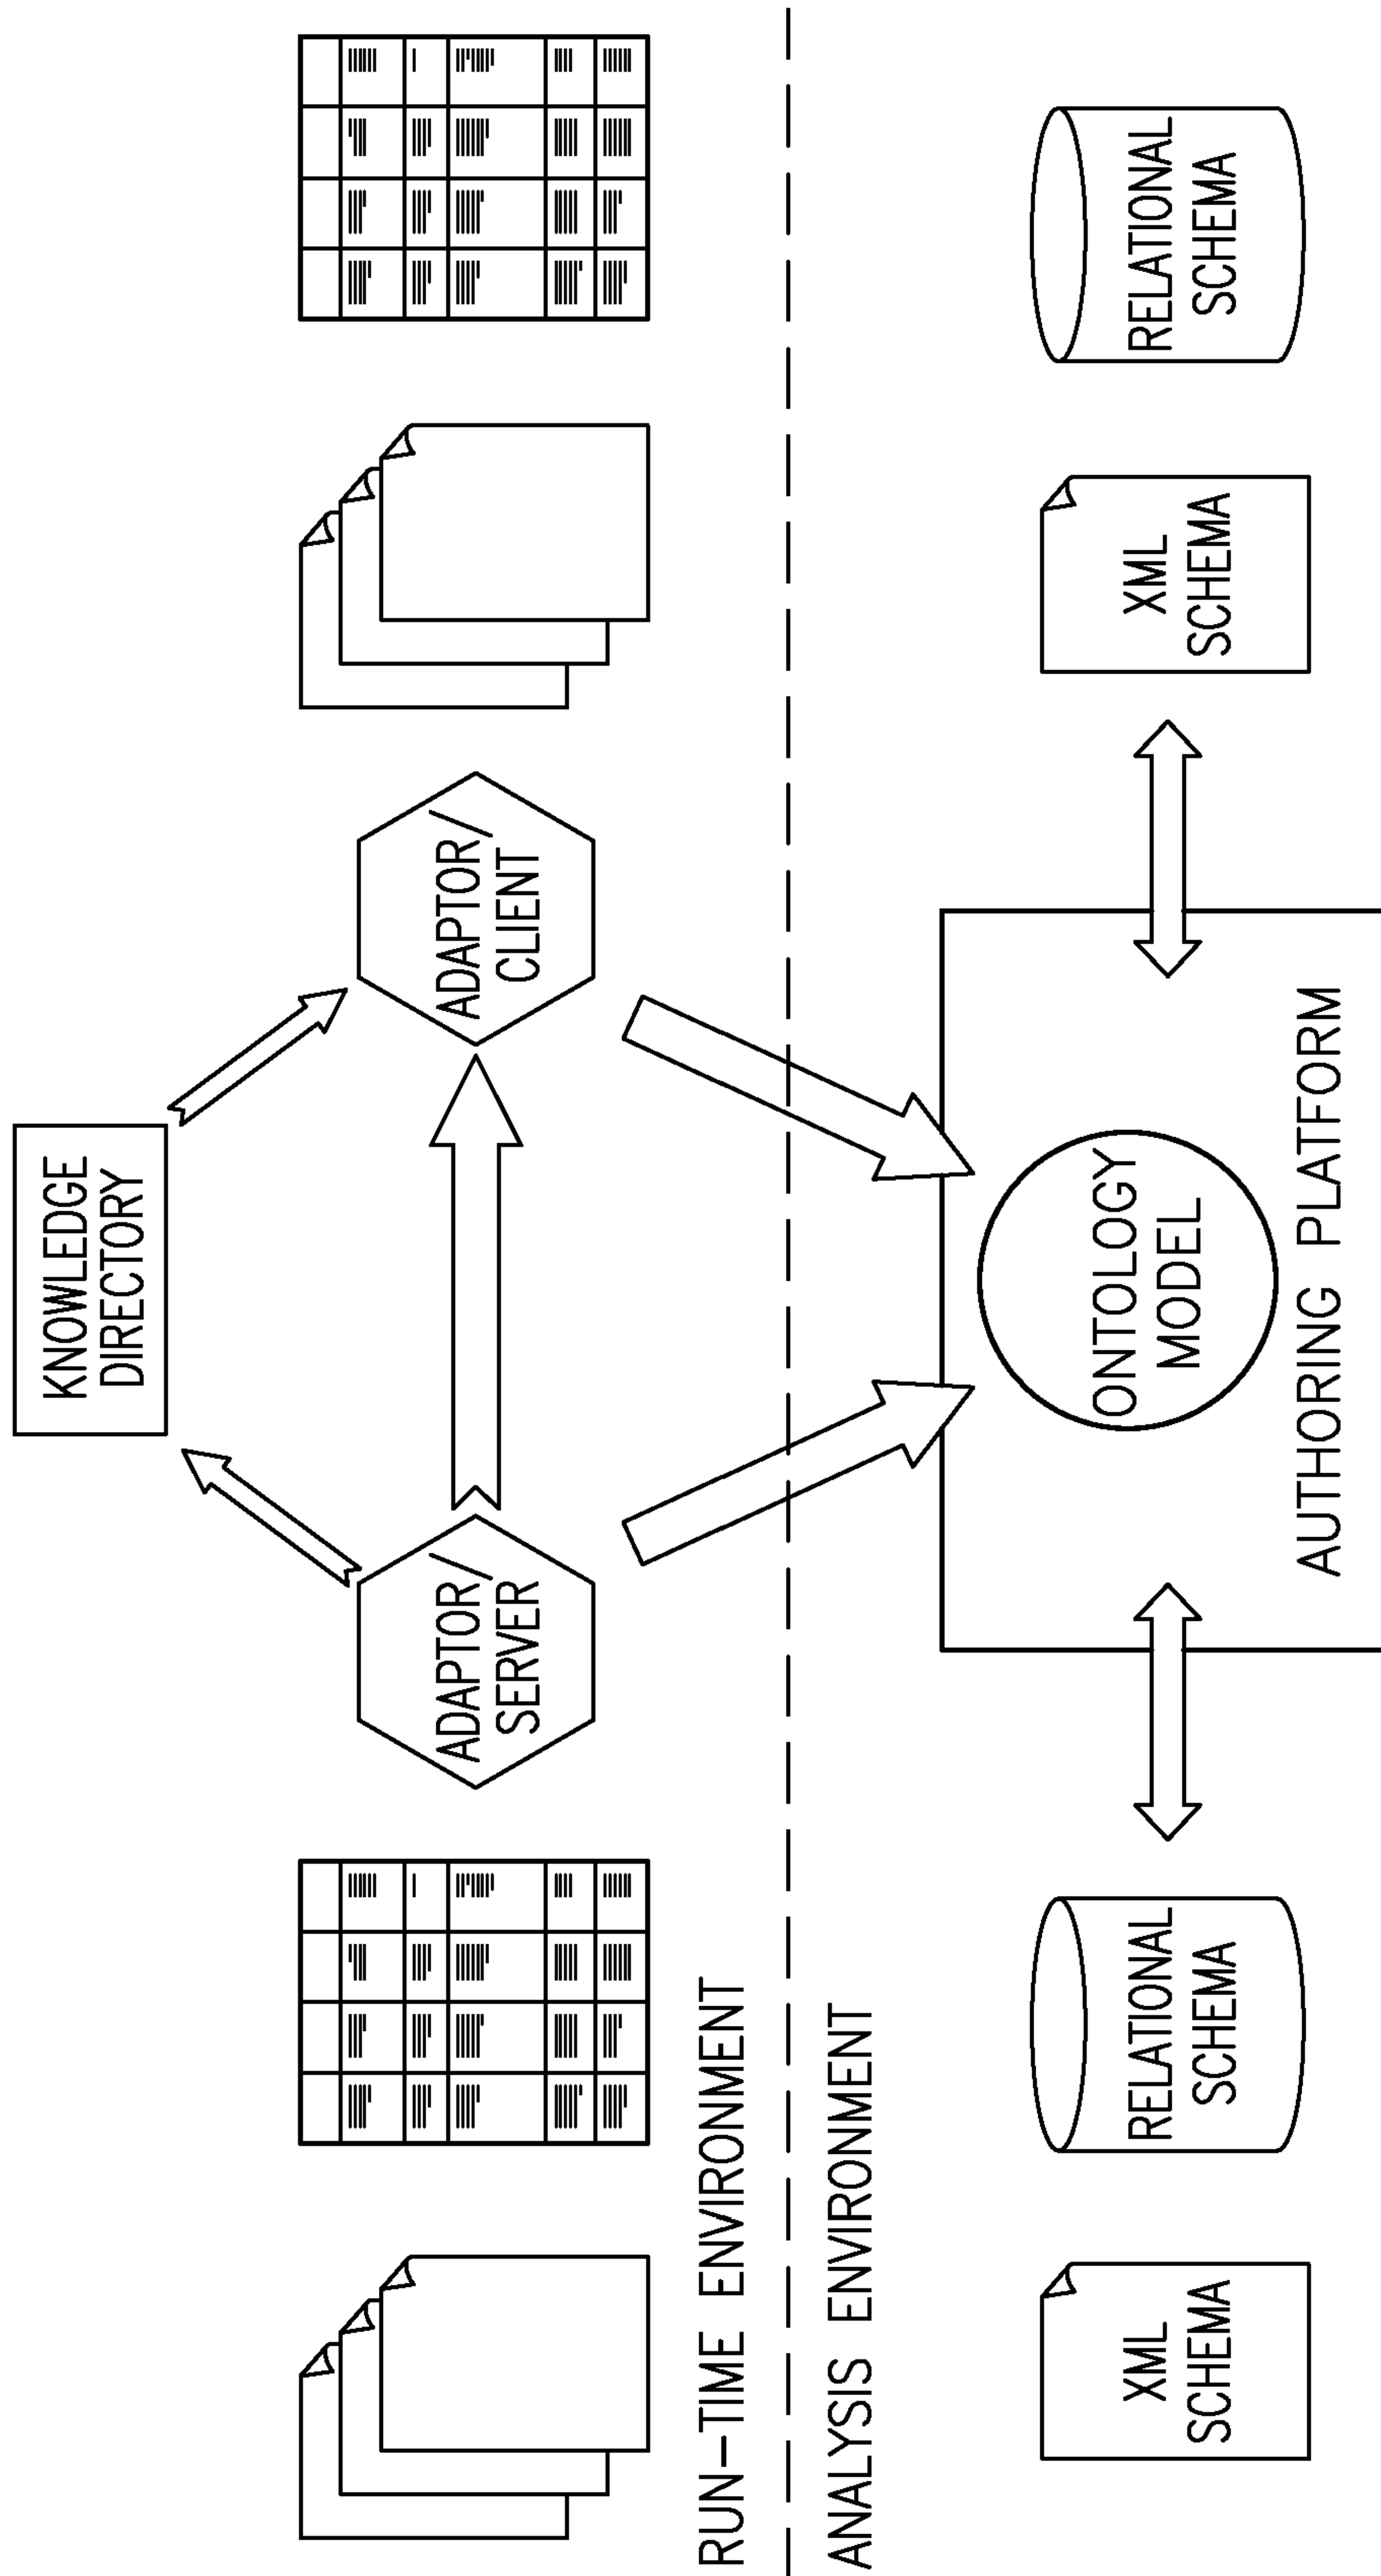 KNOWLEDGE
DIRECTORY
ADAPTOR/
SERVER
ADAPTOR/
CLIENT
RUN-TIME ENVIRONMENT
ANALYSIS ENVIRONMENT
XML
SCHEMA
RELATIONAL
SCHEMA
ONTOLOGY
MODEL
AUTHORING PLATFORM
XML
SCHEMA
RELATIONAL
SCHEMA